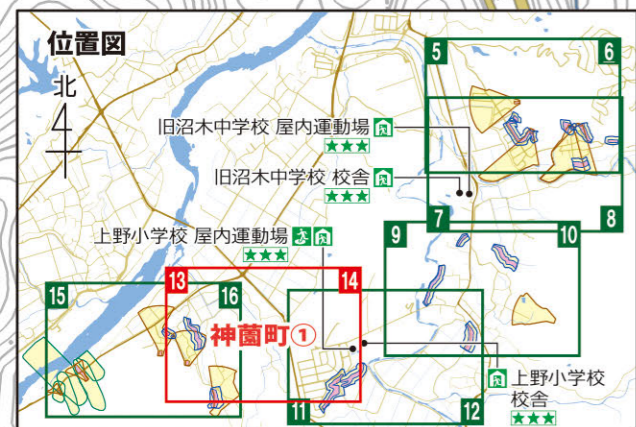 位置図
北
5
6
旧沼木中学校 屋内運動場
★★★
旧沼木中学校 校舎
★★★
7
8
上野小学校 屋内運動場
★★★
9
10
13
14
15
16
神薗町①
上野小学校
校舎
★★★
11
12